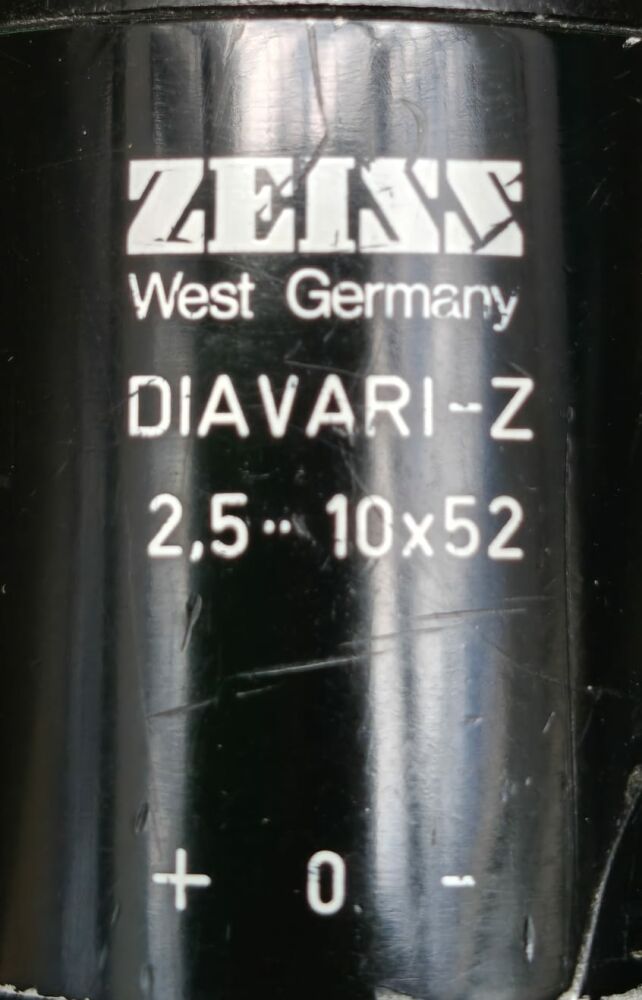 ZEISS
West Germany
DIAVARI-Z
2,5·· 10x52
+ 0 -